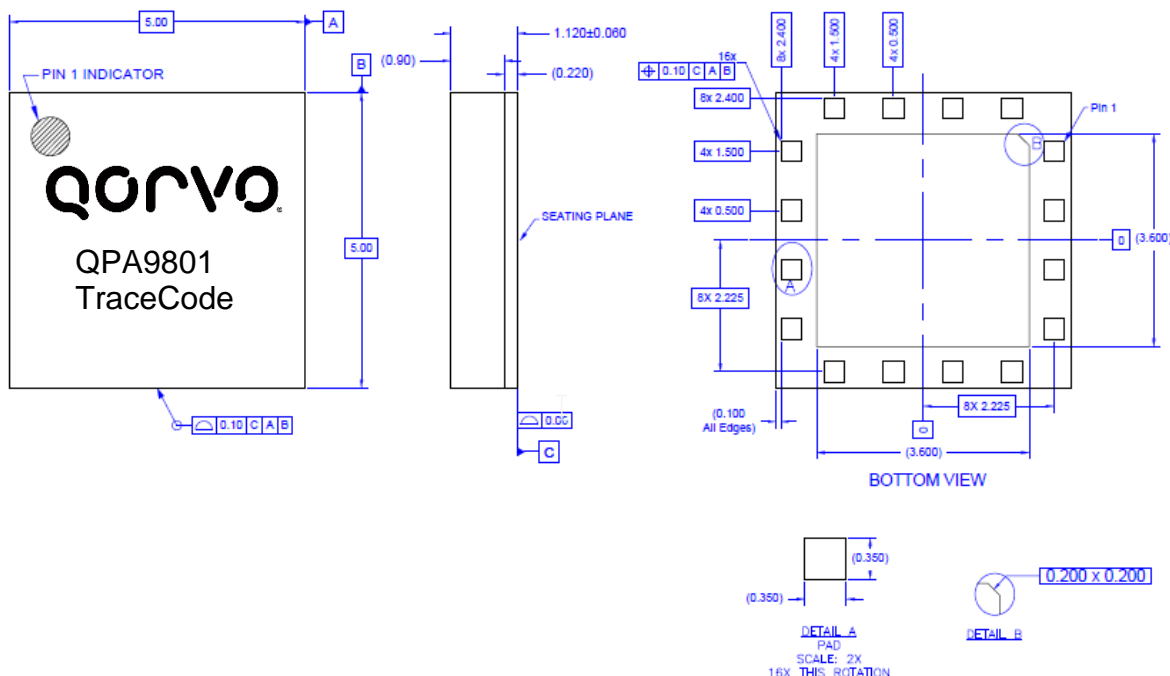 5.00
A
PIN 1 INDICATOR
B
Qorvo
QPA9801
TraceCode
5.00
0.10 C A B
1.120±0.060
(0.90)
(0.220)
SEATING PLANE
C
16X
0.10 C A B
8x 2.400
4x 1.500
4x 0.500
8X 2.400
4x 1.500
4x 0.500
8X 2.225
Pin 1
B
A
0
(3.600)
(0.100
All Edges)
8X 2.225
0
(3.600)
BOTTOM VIEW
(0.350)
(0.350)
DETAIL A
PAD
SCALE: 2X
16X THIS ROTATION
0.200 x 0.200
DETAIL B